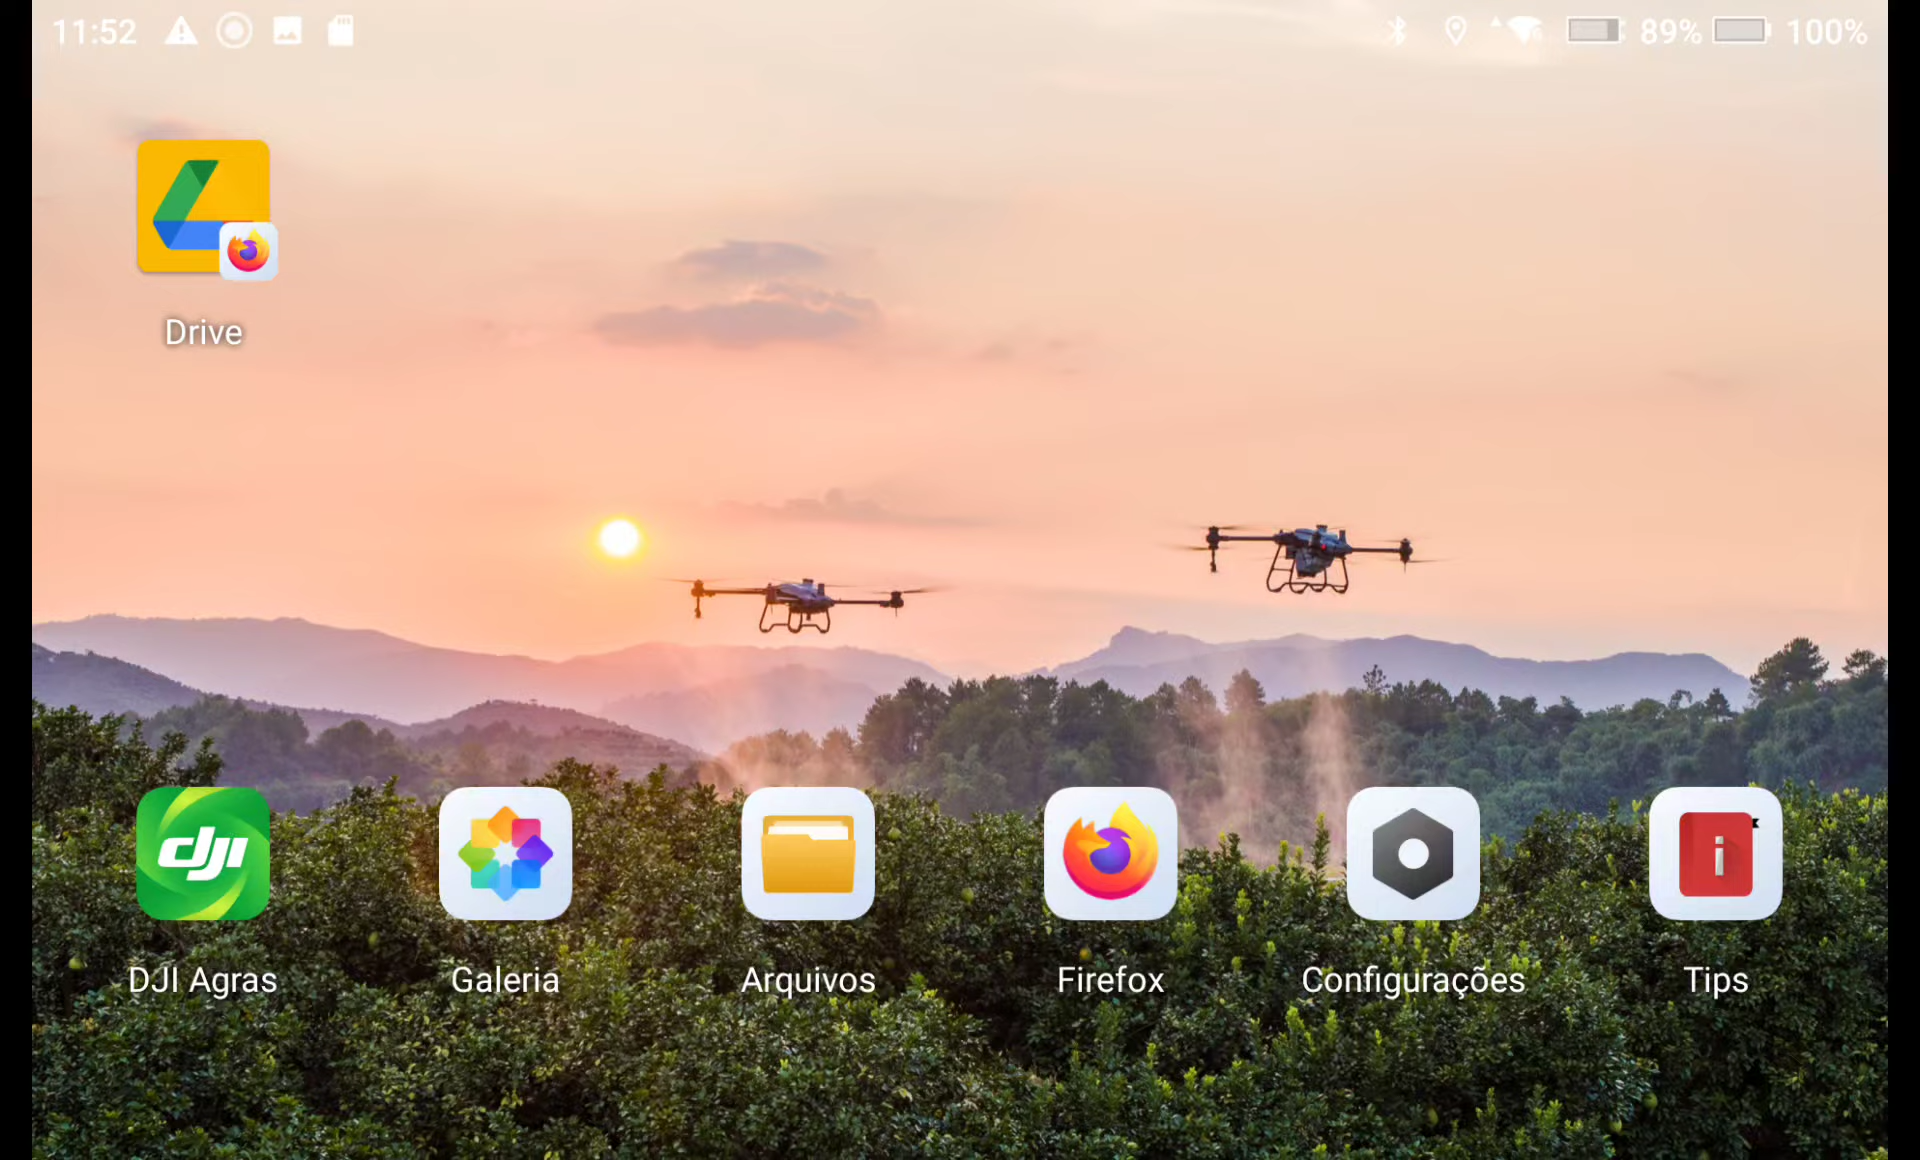 11:52 89% 100%
Drive
dji
DJI Agras Galeria Arquivos Firefox Configurações Tips